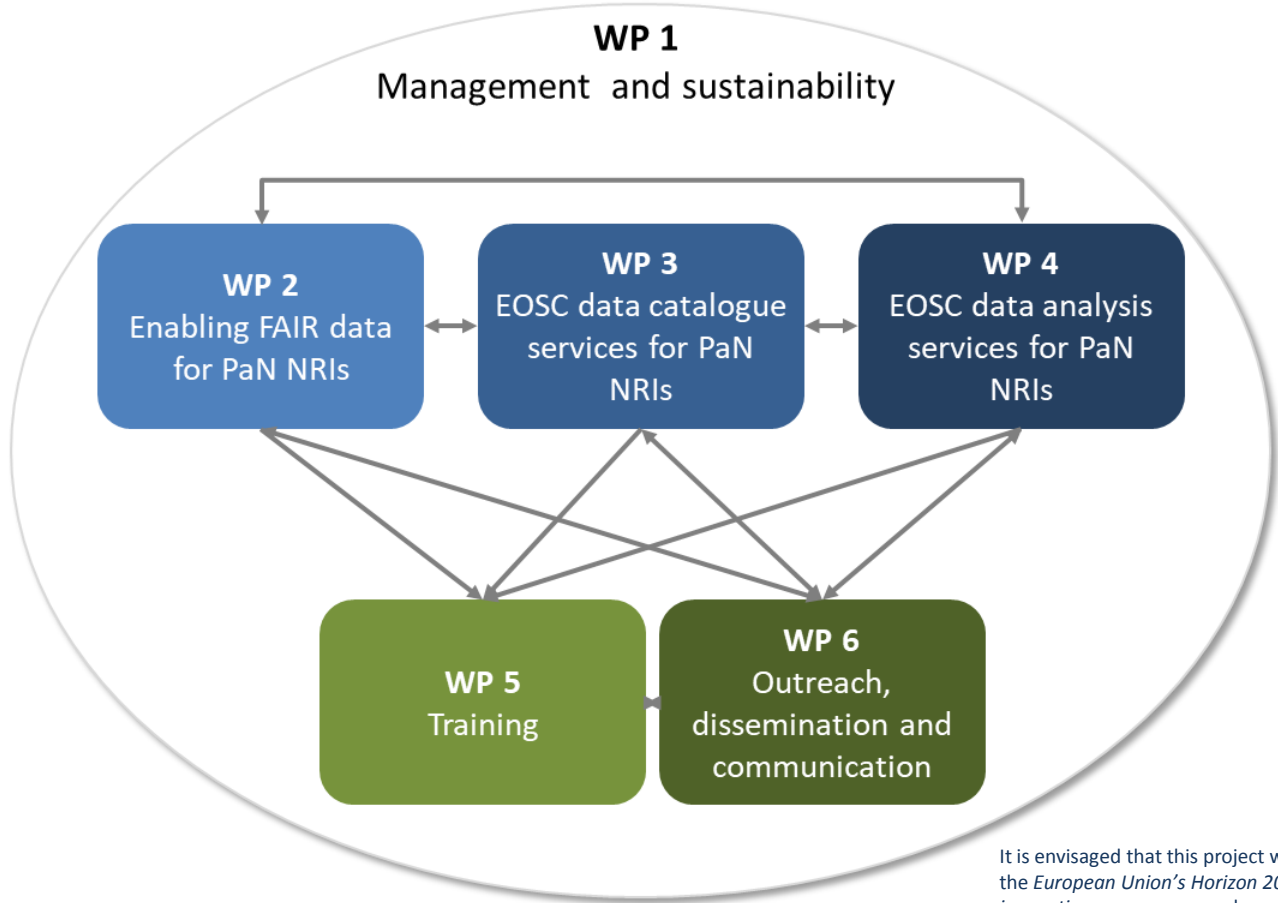 WP 1
Management and sustainability
WP 2
Enabling FAIR data
for PaN NRIs
WP 3
EOSC data catalogue
services for PaN
NRIs
WP 4
EOSC data analysis
services for PaN
NRIs
WP 5
Training
WP 6
Outreach,
dissemination and
communication
It is envisaged that this project
the European Union's Horizon